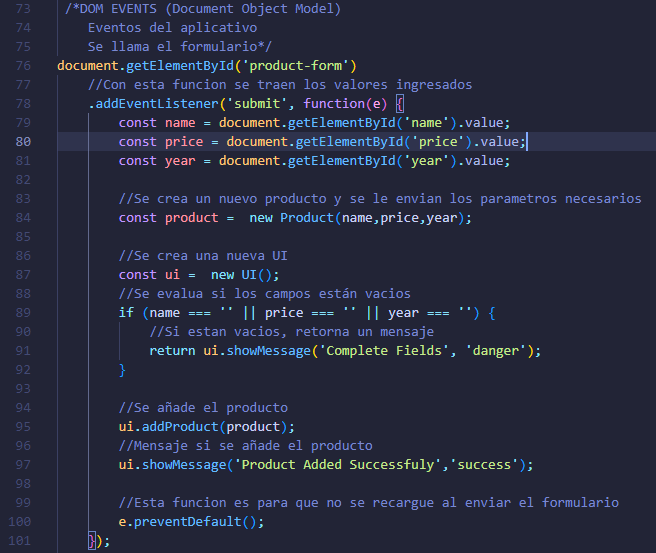 73 /*DOM EVENTS (Document Object Model)
74 Eventos del aplicativo
75 Se llama el formulario*/
76 document.getElementById('product-form')
77 //Con esta funcion se traen los valores ingresados
78 .addEventListener('submit', function(e) {
79 const name = document.getElementById('name').value;
80 const price = document.getElementById('price').value;
81 const year = document.getElementById('year').value;
82
83 //Se crea un nuevo producto y se le envian los parametros necesarios
84 const product =  new Product(name,price,year);
85
86 //Se crea una nueva UI
87 const ui =  new UI();
88 //Se evalua si los campos están vacios
89 if (name === '' || price === '' || year === '') {
90 //Si estan vacios, retorna un mensaje
91 return ui.showMessage('Complete Fields', 'danger');
92 }
93
94 //Se añade el producto
95 ui.addProduct(product);
96 //Mensaje si se añade el producto
97 ui.showMessage('Product Added Successfuly','success');
98
99 //Esta funcion es para que no se recargue al enviar el formulario
100 e.preventDefault();
101 });